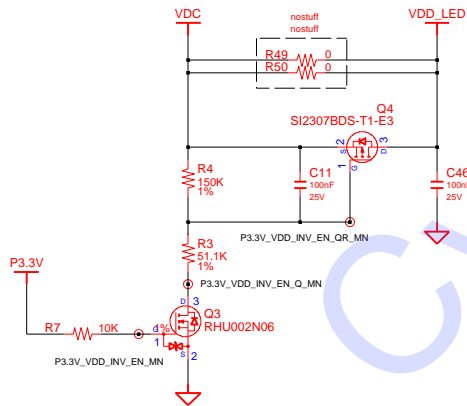 nostuff
nostuff
VDC
VDD_LED
R49 0
R50 0
Q4
SI2307BDS-T1-E3
2 3
S D
G
1
R4
150K
1%
C11
100nF
25V
C46
100nF
25V
R3
51.1K
1%
P3.3V_VDD_INV_EN_QR_MN
P3.3V
P3.3V_VDD_INV_EN_Q_MN
D 3
Q3
RHU002N06
R7 10K
G 1%
1
S 2
P3.3V_VDD_INV_EN_MN